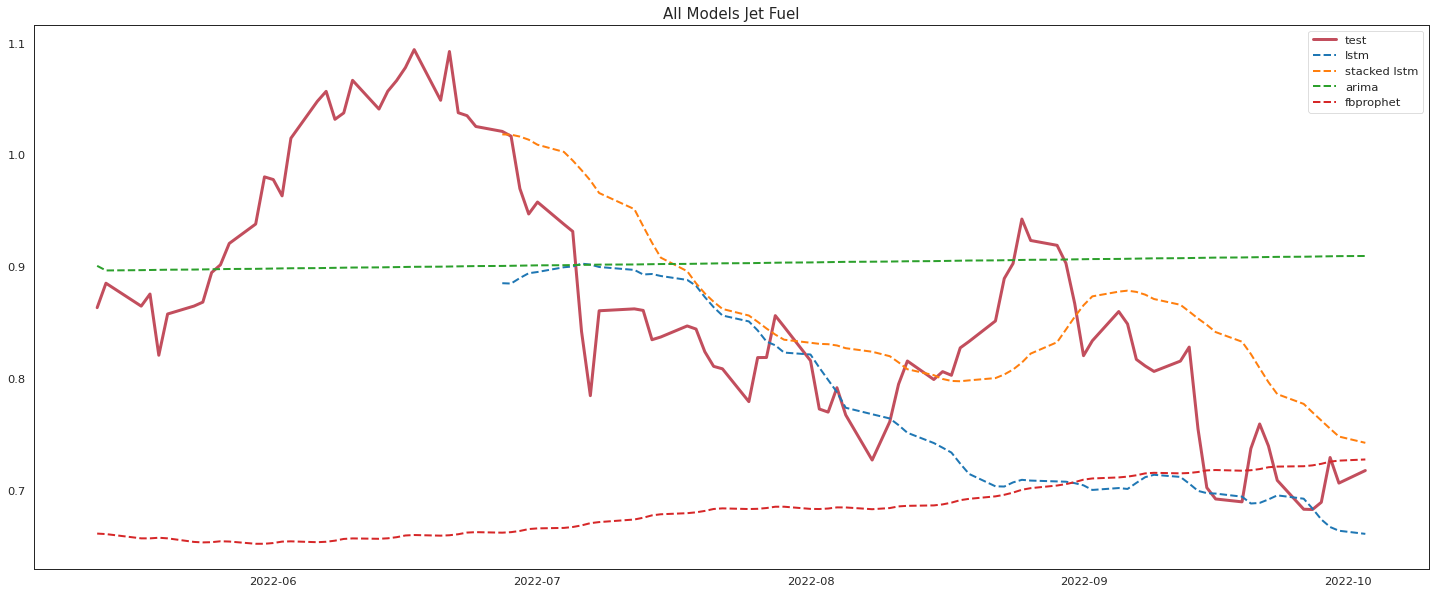 All Models Jet Fuel
test
lstm
stacked lstm
arima
fbprophet
1.1
1.0
0.9
0.8
0.7
2022-06
2022-07
2022-08
2022-09
2022-10